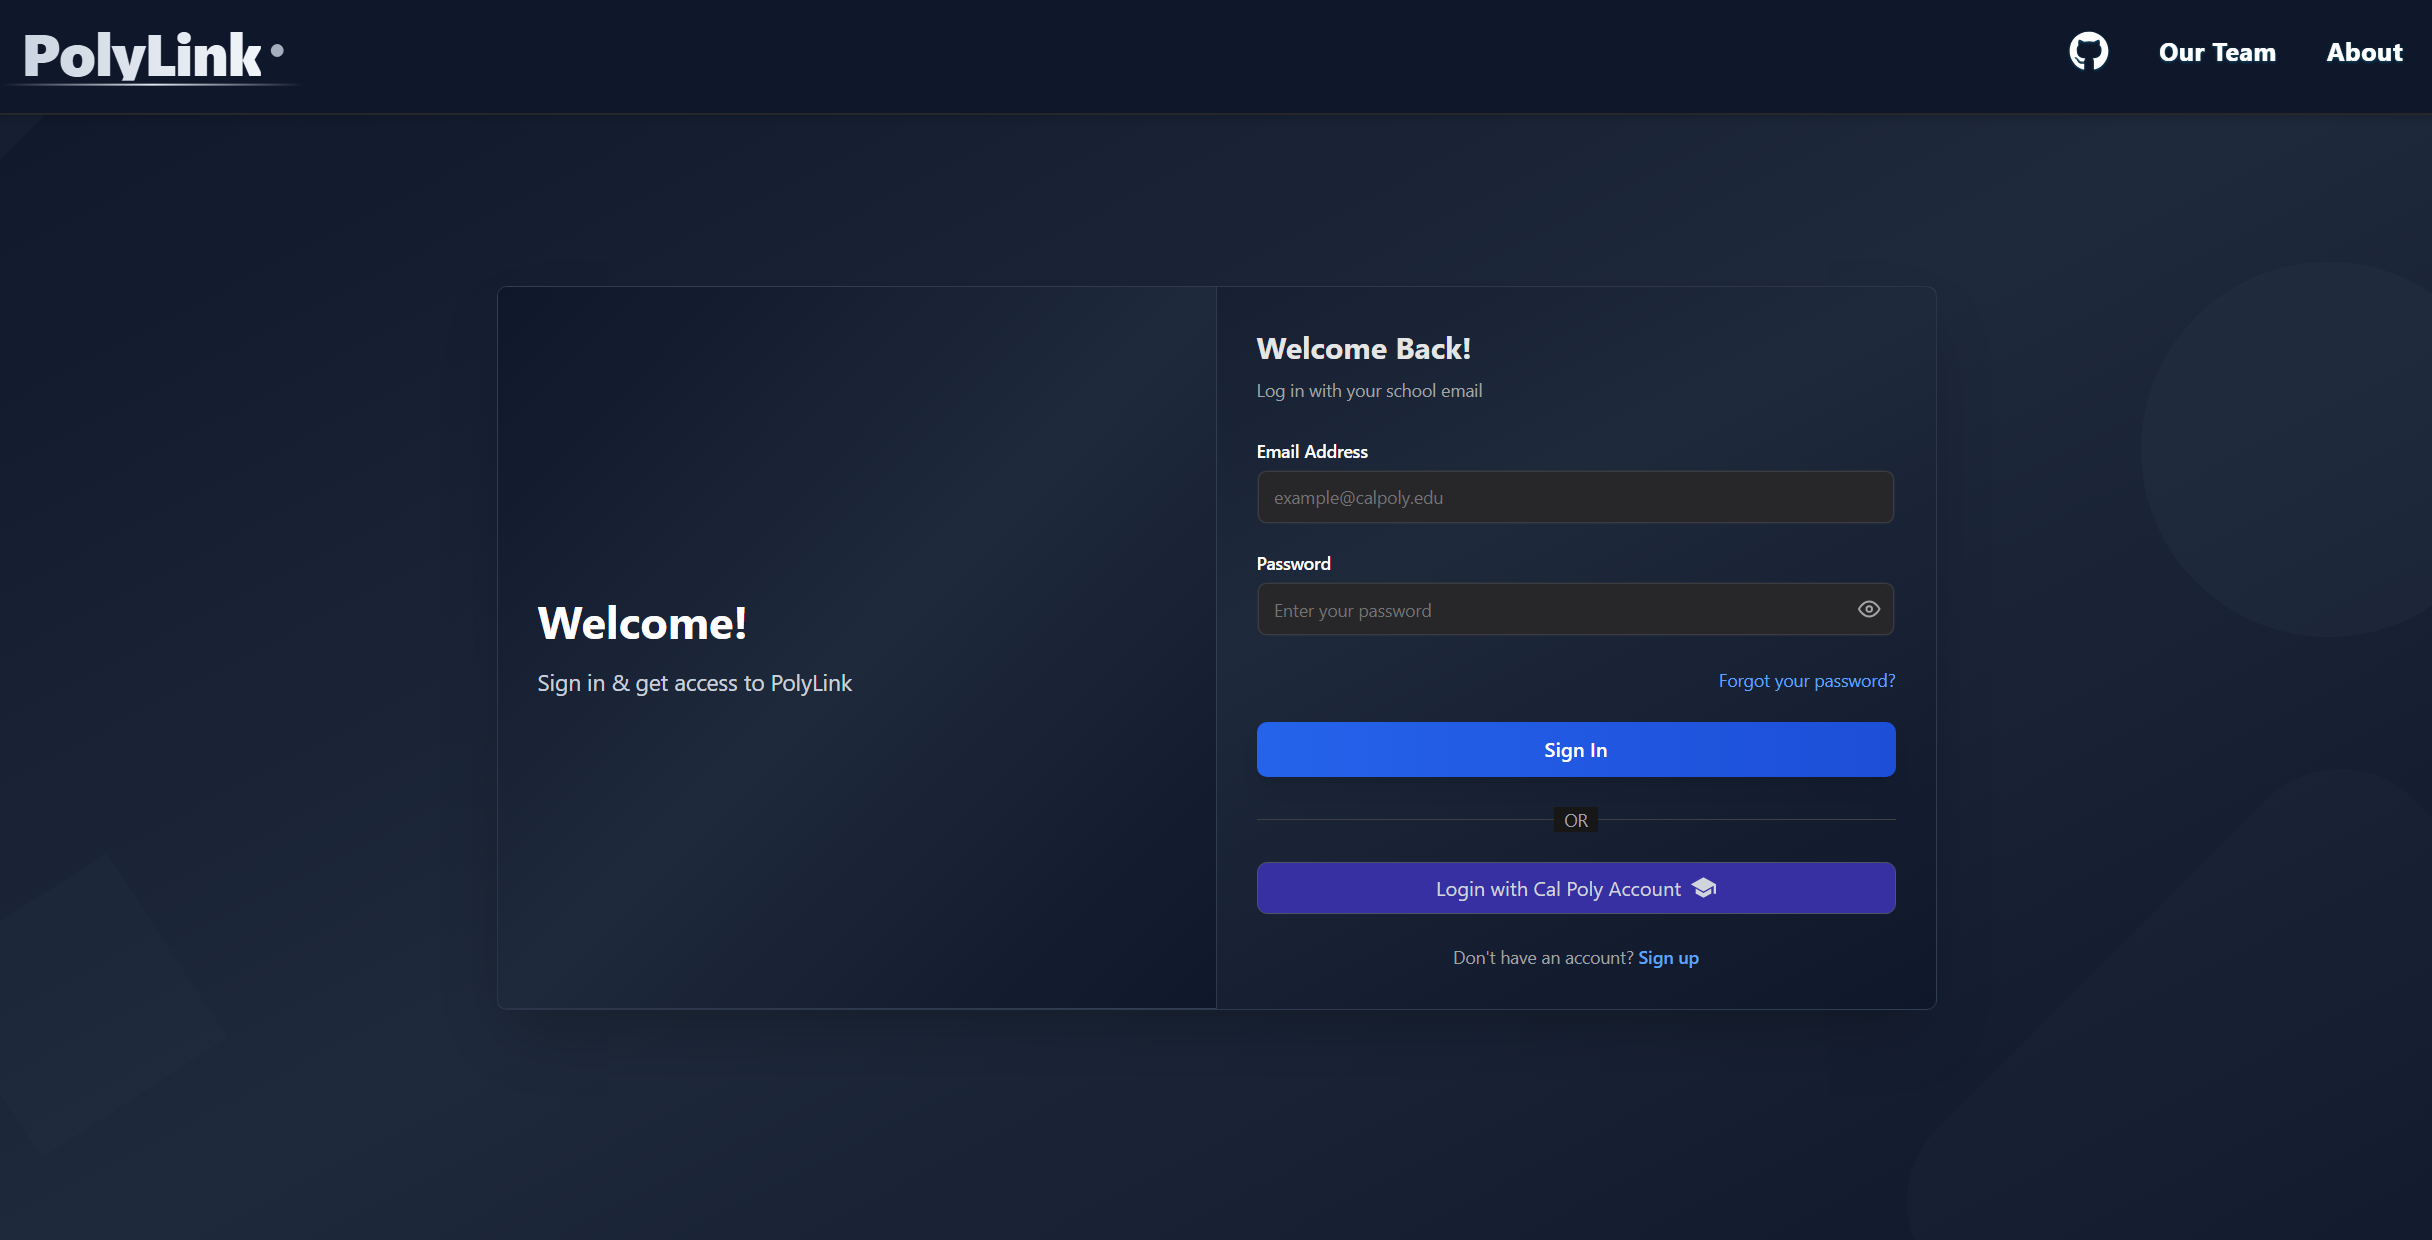 PolyLink
Our Team
About
Welcome!
Sign in & get access to PolyLink
Welcome Back!
Log in with your school email
Email Address
example@calpoly.edu
Password
Enter your password
Forgot your password?
Sign In
OR
Login with Cal Poly Account
Don't have an account? Sign up